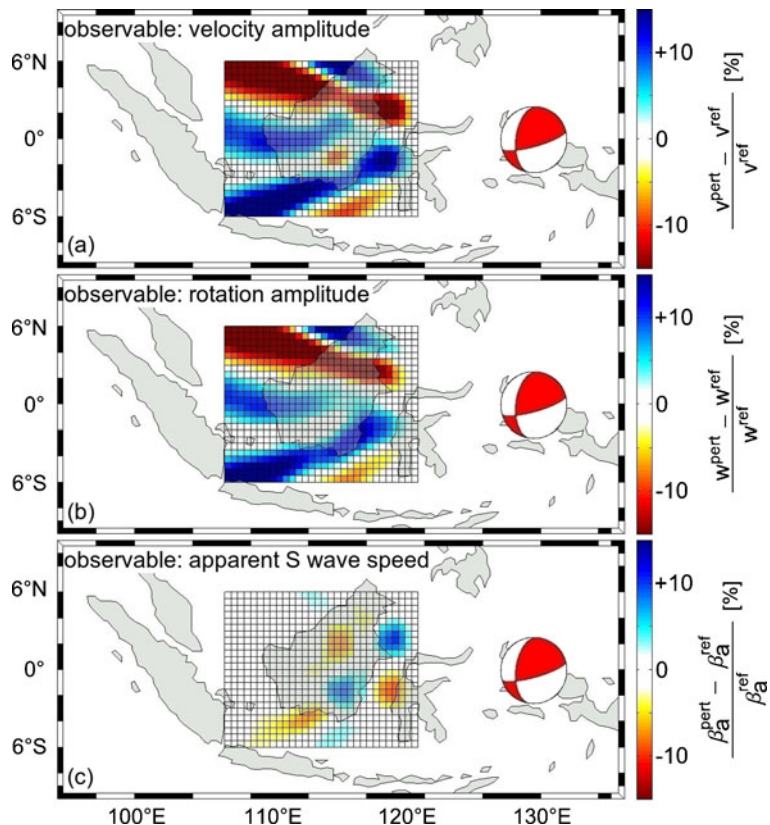 observable: velocity amplitude
6°N
0°
6°S
(a)
+10
0
-10
v^pert − v^ref
v^ref
[%]
observable: rotation amplitude
6°N
0°
6°S
(b)
+10
0
-10
w^pert − w^ref
w^ref
[%]
observable: apparent S wave speed
6°N
0°
6°S
(c)
+10
0
-10
β_a^pert − β_a^ref
β_a^ref
[%]
100°E 110°E 120°E 130°E